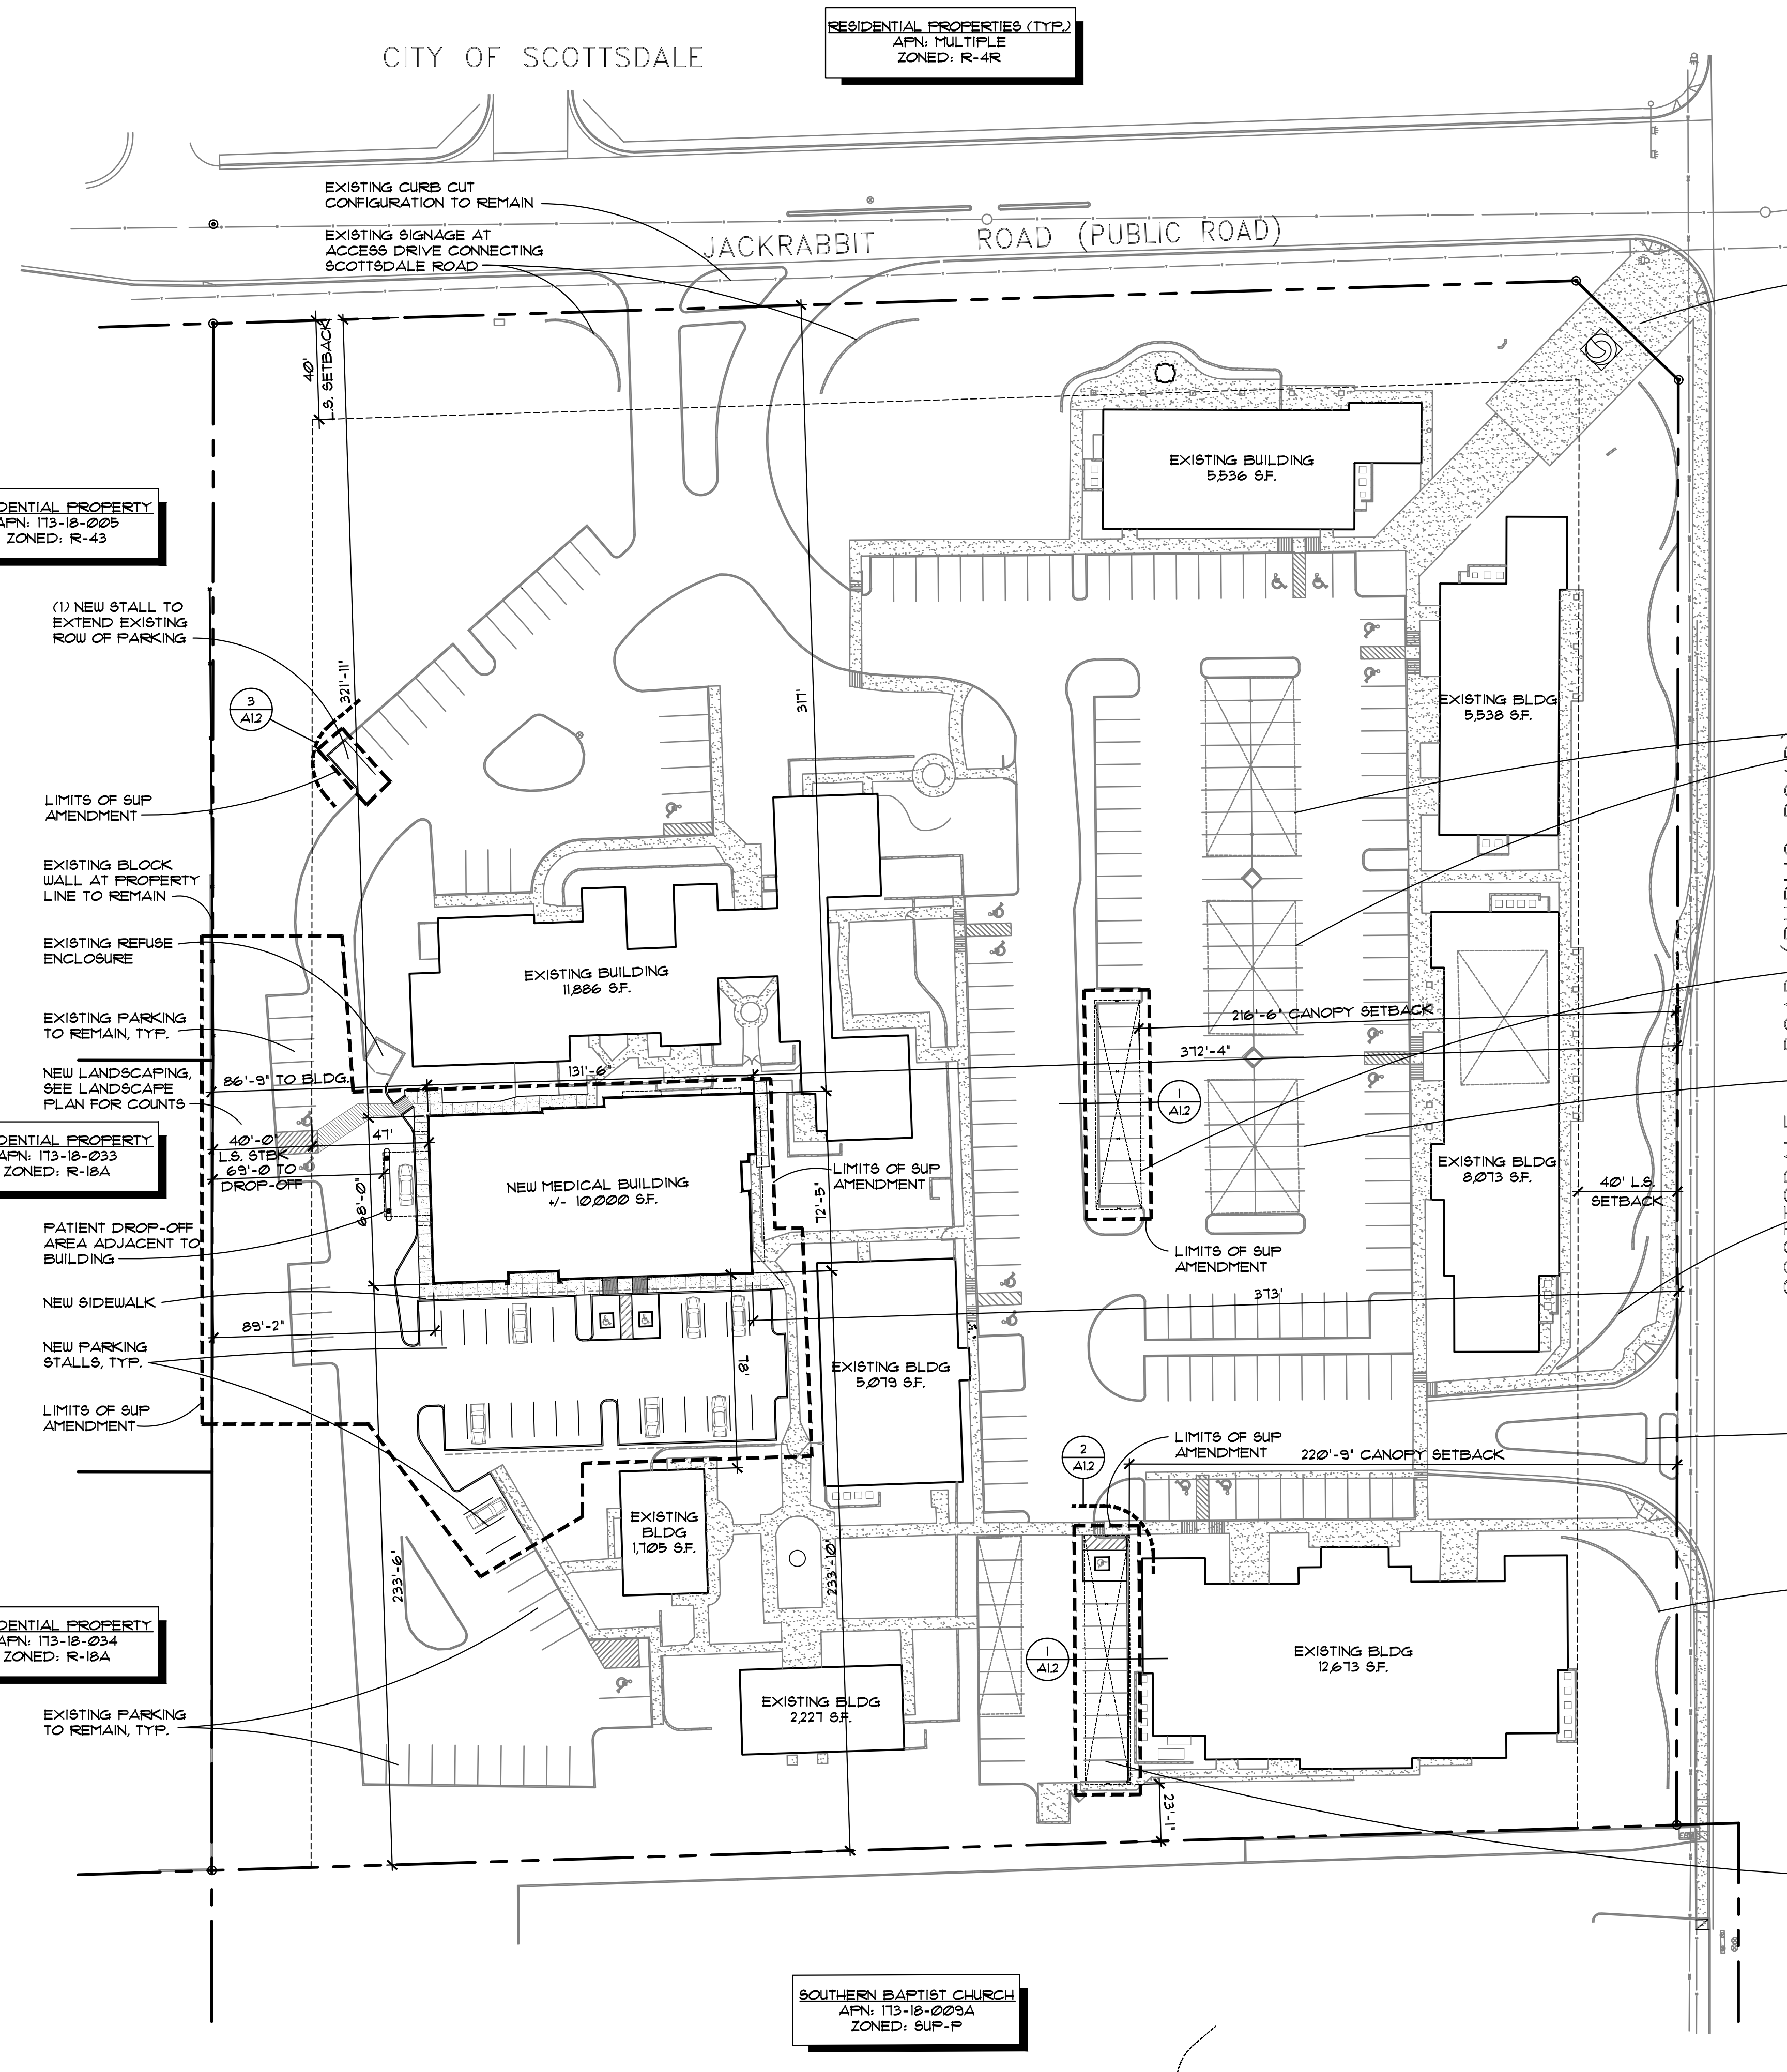 RESIDENTIAL PROPERTIES (TYP.)
APN: MULTIPLE
ZONED: R-4R
CITY OF SCOTTSDALE
EXISTING CURB CUT
CONFIGURATION TO REMAIN
EXISTING SIGNAGE AT
ACCESS DRIVE CONNECTING
SCOTTSDALE ROAD
JACKRABBIT ROAD (PUBLIC ROAD)
40'
L.S. SETBACK
EXISTING BUILDING
5,536 S.F.
DENTIAL PROPERTY
APN: 173-18-005
ZONED: R-43
(1) NEW STALL TO
EXTEND EXISTING
ROW OF PARKING
3
A1.2
321'-11"
317'
EXISTING BLDG
5,538 S.F.
LIMITS OF SUP
AMENDMENT
EXISTING BLOCK
WALL AT PROPERTY
LINE TO REMAIN
EXISTING REFUSE
ENCLOSURE
EXISTING BUILDING
11,886 S.F.
EXISTING PARKING
TO REMAIN, TYP.
216'-6" CANOPY SETBACK
372'-4"
NEW LANDSCAPING,
SEE LANDSCAPE
PLAN FOR COUNTS
86'-9" TO BLDG.
131'-6"
1
A1.2
DENTIAL PROPERTY
APN: 173-18-033
ZONED: R-18A
40'-0"
L.S. STBK
69'-0 TO
DROP-OFF
47'
68'-0"
NEW MEDICAL BUILDING
+/- 10,000 S.F.
72'-5"
LIMITS OF SUP
AMENDMENT
EXISTING BLDG
8,073 S.F.
40' L.S.
SETBACK
PATIENT DROP-OFF
AREA ADJACENT TO
BUILDING
LIMITS OF SUP
AMENDMENT
NEW SIDEWALK
373'
89'-2"
NEW PARKING
STALLS, TYP.
78'
EXISTING BLDG
5,079 S.F.
LIMITS OF SUP
AMENDMENT
2
A1.2
LIMITS OF SUP
AMENDMENT
220'-9" CANOPY SETBACK
EXISTING
BLDG
1,705 S.F.
233'-6"
233'-10"
DENTIAL PROPERTY
APN: 173-18-034
ZONED: R-18A
1
A1.2
EXISTING BLDG
12,673 S.F.
EXISTING BLDG
2,227 S.F.
EXISTING PARKING
TO REMAIN, TYP.
23'-1"
SOUTHERN BAPTIST CHURCH
APN: 173-18-009A
ZONED: SUP-P